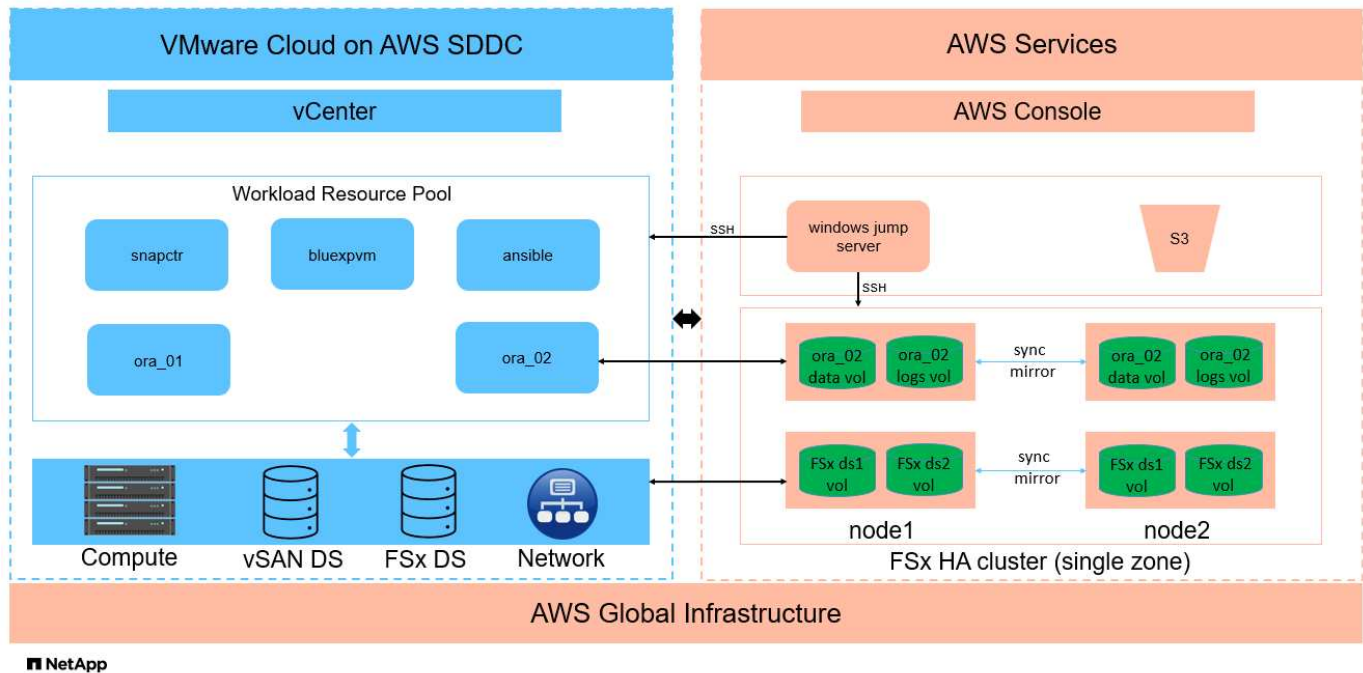 VMware Cloud on AWS SDDC
vCenter
Workload Resource Pool
snapctr
bluexpvm
ansible
ora_01
ora_02
Compute
vSAN DS
FSx DS
Network
AWS Services
AWS Console
SSH
windows jump
server
S3
SSH
ora_02
data vol
ora_02
logs vol
sync
mirror
ora_02
data vol
ora_02
logs vol
FSx ds1
vol
FSx ds2
vol
sync
mirror
FSx ds1
vol
FSx ds2
vol
node1
node2
FSx HA cluster (single zone)
AWS Global Infrastructure
NetApp